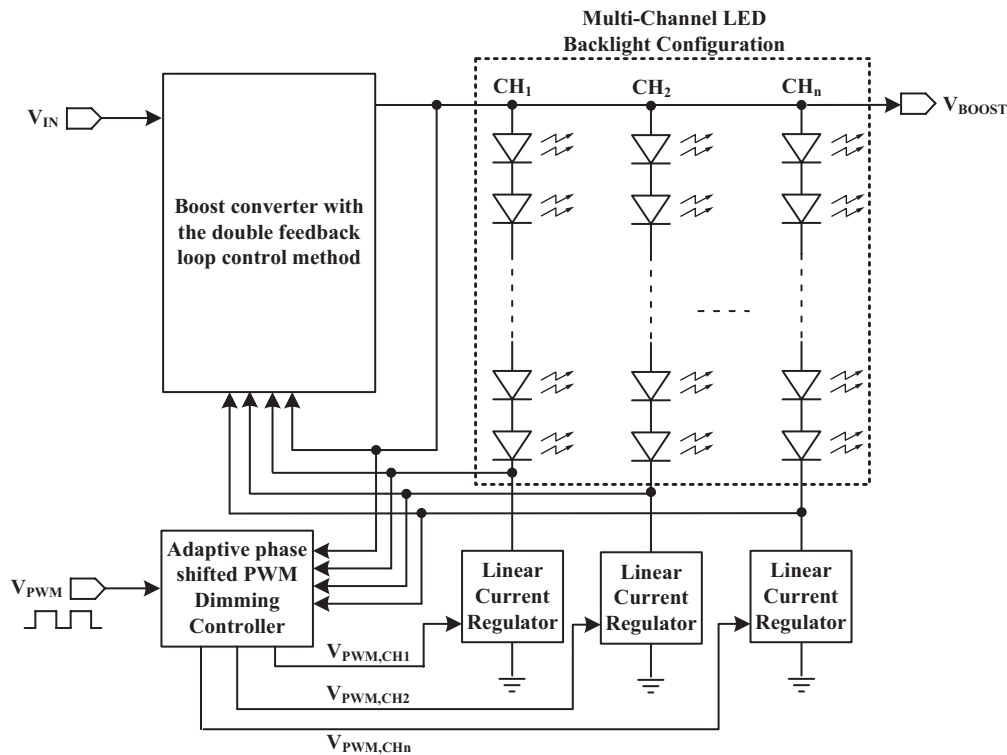 Multi-Channel LED
Backlight Configuration
CH1
CH2
CHn
VIN
VBOOST
Boost converter with
the double feedback
loop control method
Adaptive phase
shifted PWM
Dimming
Controller
VPWM
Linear
Current
Regulator
Linear
Current
Regulator
Linear
Current
Regulator
VPWM,CH1
VPWM,CH2
VPWM,CHn